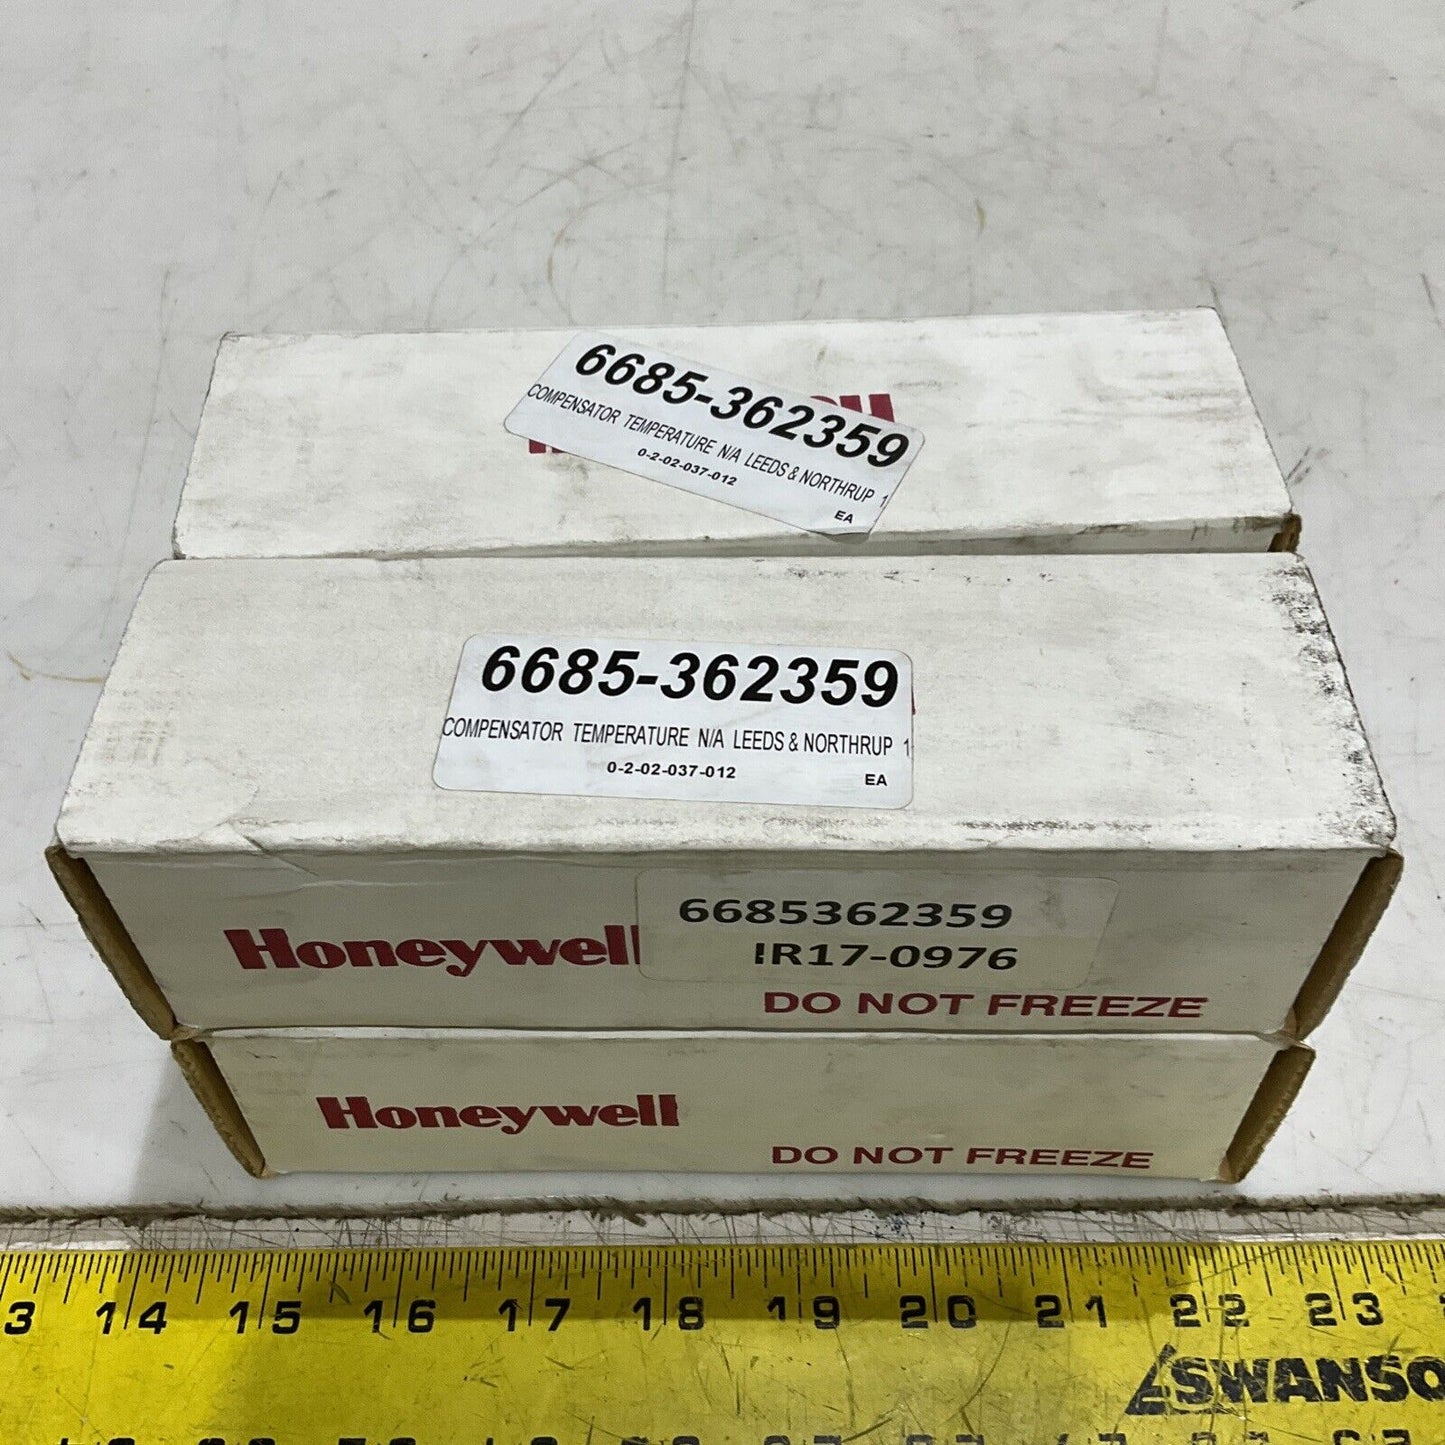 6685-362359
COMPENSATOR TEMPERATURE N/A LEEDS & NORTHRUP 1
0-2-02-037-012
EA
6685-362359
COMPENSATOR TEMPERATURE N/A LEEDS & NORTHRUP 1
0-2-02-037-012 EA
6685362359
IR17-0976
Honeywell
DO NOT FREEZE
Honeywell
DO NOT FREEZE
3 14 15 16 17 18 19 20 21 22 23
SWANSO